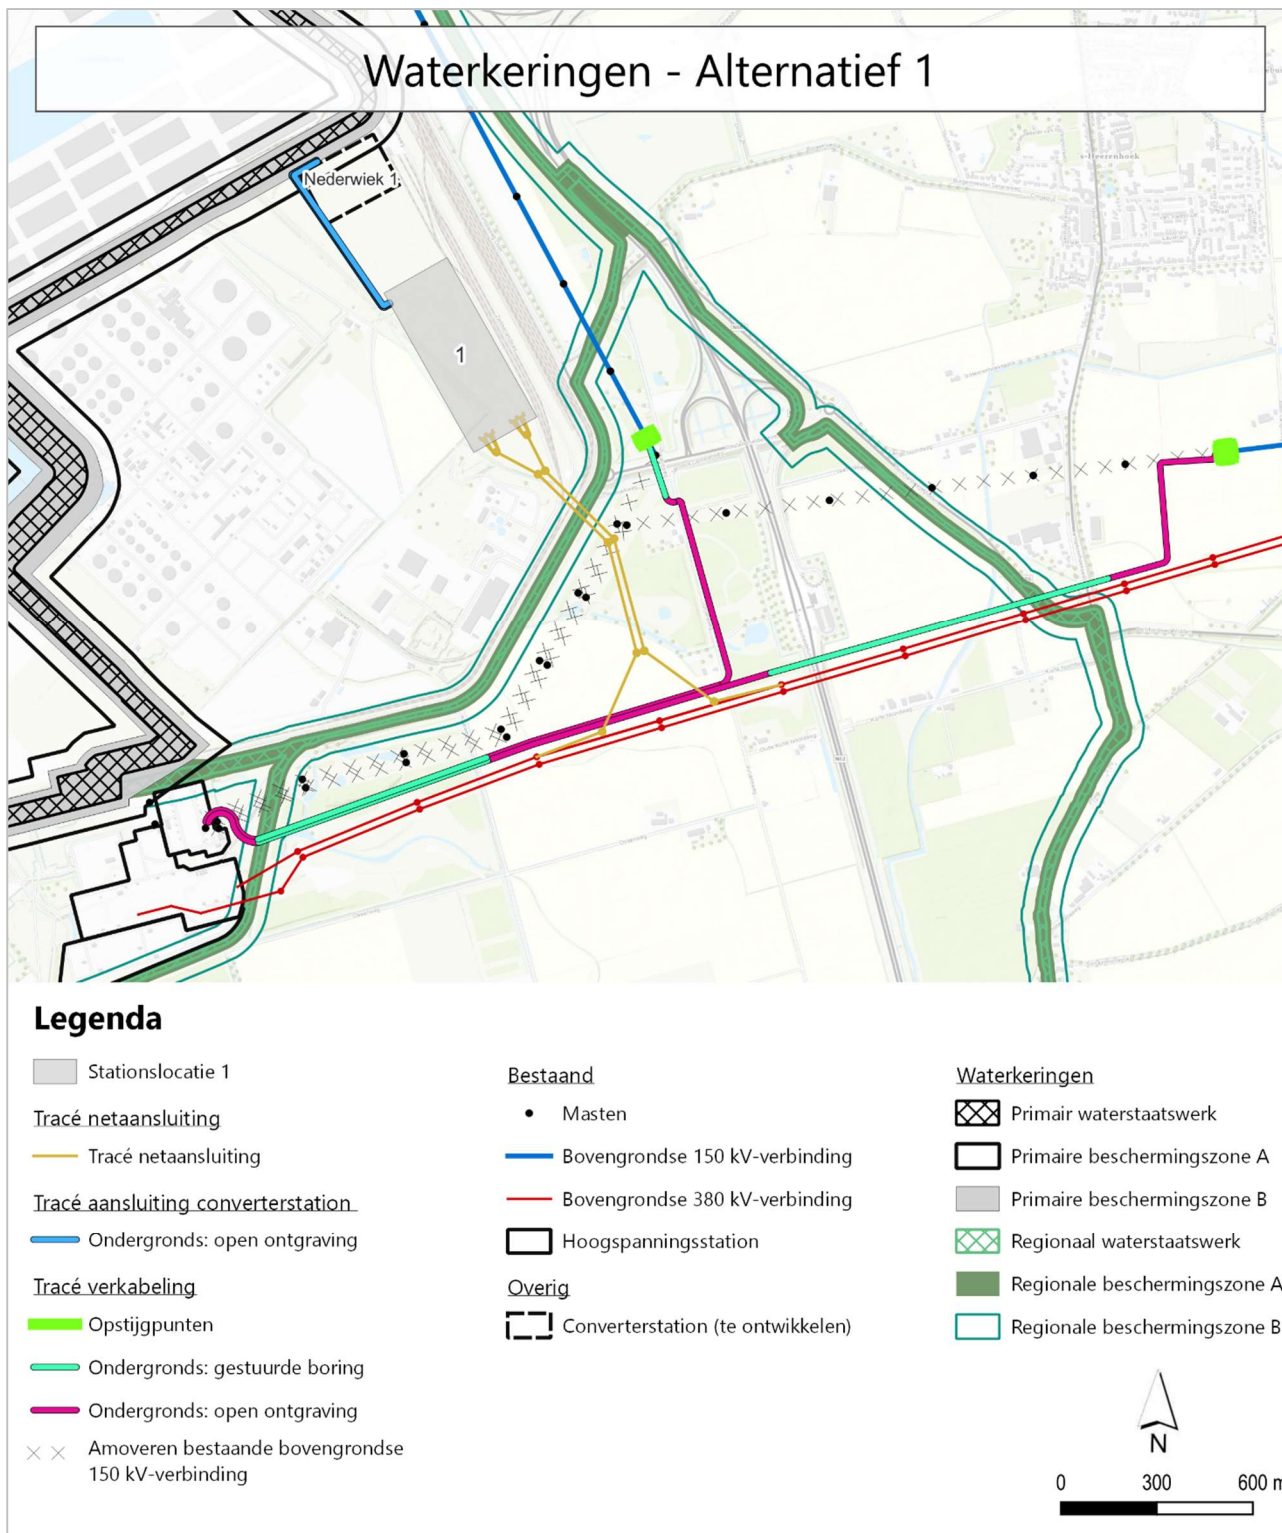 Waterkeringen - Alternatief 1
Nederwiek 1
1
Legenda
Stationslocatie 1
Tracé netaansluiting
Tracé netaansluiting
Tracé aansluiting converterstation
Ondergronds: open ontgraving
Tracé verkabeling
Opstijgpunten
Ondergronds: gestuurde boring
Ondergronds: open ontgraving
Amoveren bestaande bovengrondse
150 kV-verbinding
Bestaand
Masten
Bovengrondse 150 kV-verbinding
Bovengrondse 380 kV-verbinding
Hoogspanningsstation
Overig
Converterstation (te ontwikkelen)
Waterkeringen
Primair waterstaatswerk
Primaire beschermingszone A
Primaire beschermingszone B
Regionaal waterstaatswerk
Regionale beschermingszone A
Regionale beschermingszone B
N
0 300 600 m